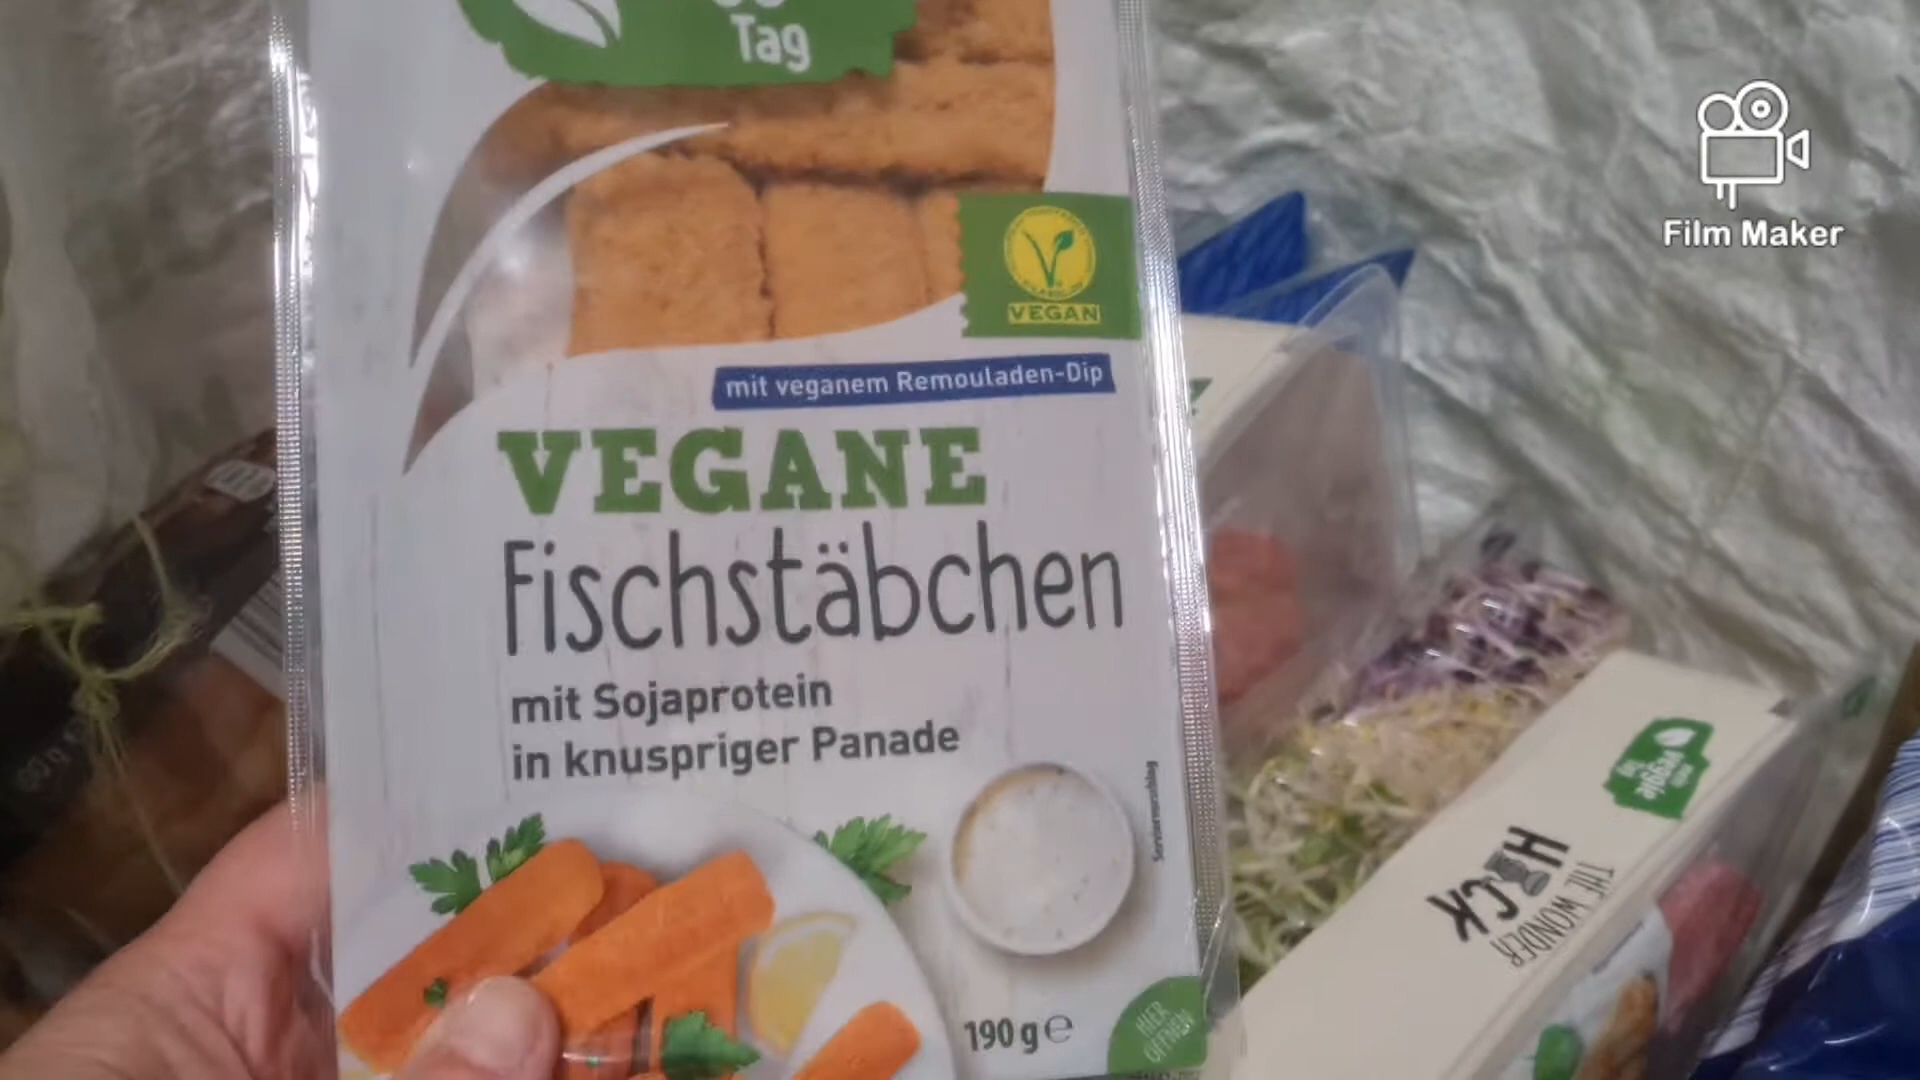 Tag
Film Maker
VEGAN
mit veganem Remouladen-Dip
VEGANE
Fischstäbchen
mit Sojaprotein
in knuspriger Panade
THE WONDER
HACK
190 g e
HIER
ÖFFNEN